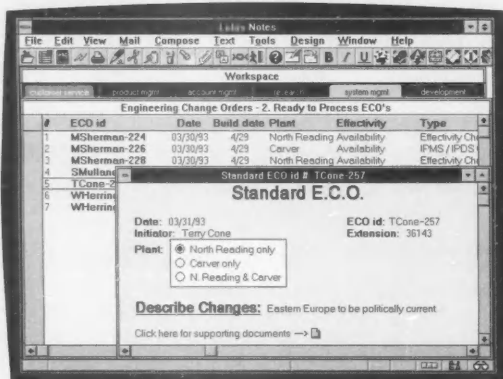 Lotus Notes
File Edit View Mail Compose Text Tools Design Window Help
B I U
Workspace
customer service product mgmt account mgmt system mgmt development
Engineering Change Orders - 2. Ready to Process ECO's
# ECO id Date Build date Plant Effectivity Type
1 MSherman-224 03/30/93 4/29 North Reading Availability Effectivity Ch
2 MSherman-226 03/30/93 4/29 Carver Availability IPMS / IPDS
3 MSherman-228 03/30/93 4/29 North Reading Availability Effectivity Ch
4 SMullane
5 TCone-2
6 WHerrin
7 WHerrin
Standard ECO id # TCone-257
Standard E.C.O.
Date: 03/31/93 ECO id: TCone-257
Initiator: Terry Cone Extension: 36143
Plant: North Reading only
Carver only
N. Reading & Carver
Describe Changes: Eastern Europe to be politically current
Click here for supporting documents -->